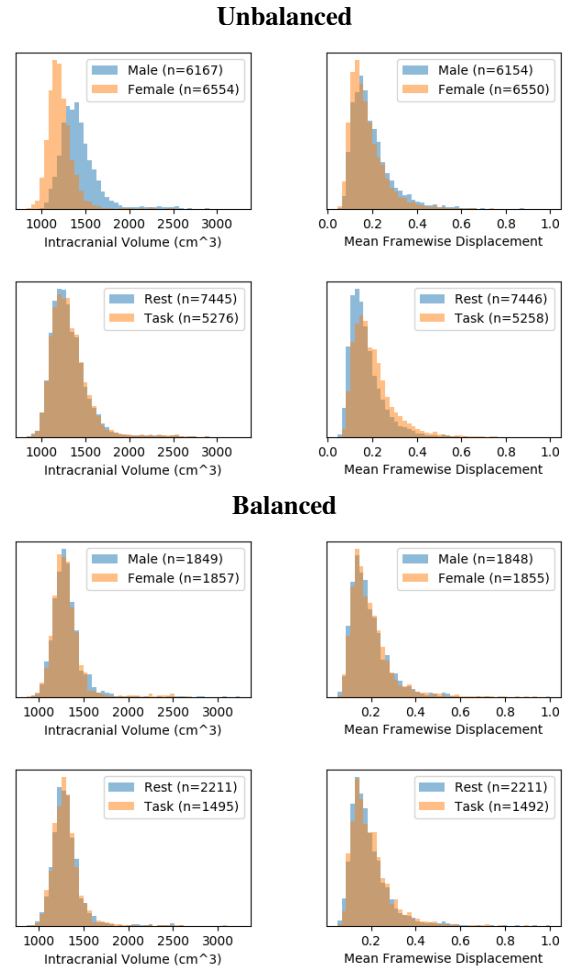 Unbalanced
Male (n=6167)
Female (n=6554)
1000 1500 2000 2500 3000
Intracranial Volume (cm^3)
Male (n=6154)
Female (n=6550)
0.0 0.2 0.4 0.6 0.8 1.0
Mean Framewise Displacement
Rest (n=7445)
Task (n=5276)
1000 1500 2000 2500 3000
Intracranial Volume (cm^3)
Rest (n=7446)
Task (n=5258)
0.0 0.2 0.4 0.6 0.8 1.0
Mean Framewise Displacement
Balanced
Male (n=1849)
Female (n=1857)
1000 1500 2000 2500 3000
Intracranial Volume (cm^3)
Male (n=1848)
Female (n=1855)
0.2 0.4 0.6 0.8 1.0
Mean Framewise Displacement
Rest (n=2211)
Task (n=1495)
1000 1500 2000 2500 3000
Intracranial Volume (cm^3)
Rest (n=2211)
Task (n=1492)
0.2 0.4 0.6 0.8 1.0
Mean Framewise Displacement